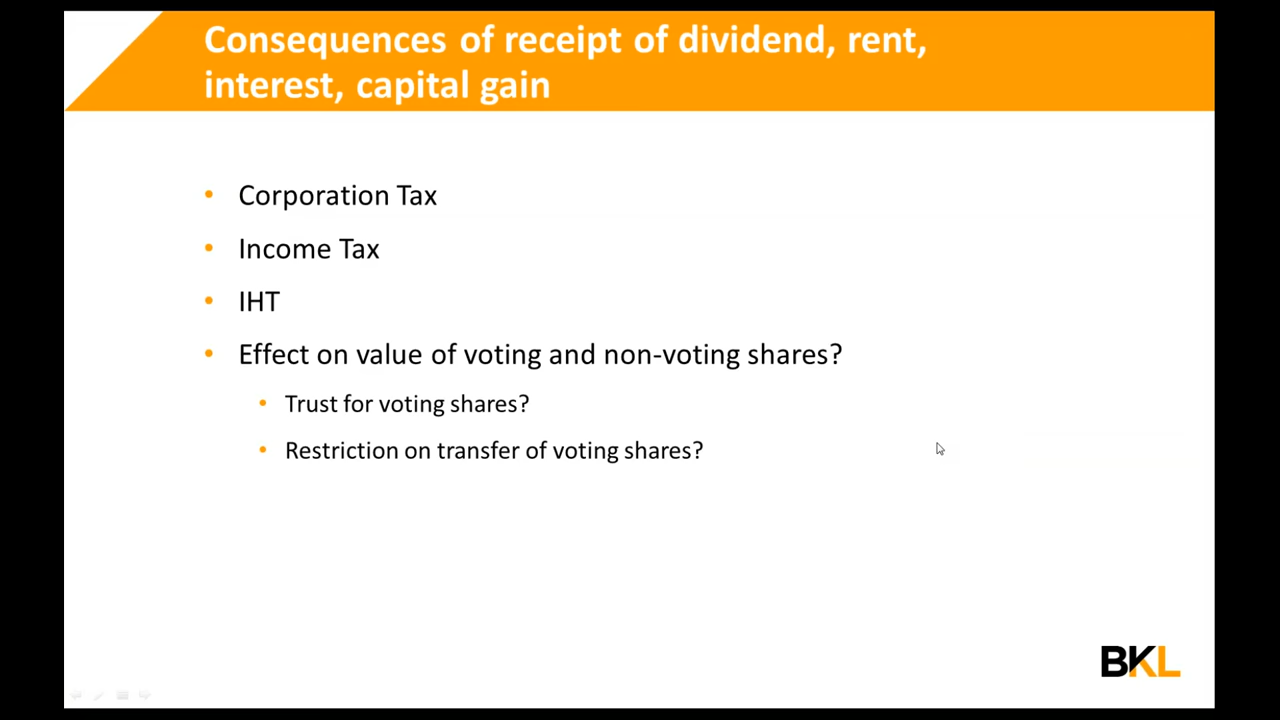 Consequences of receipt of dividend, rent,
interest, capital gain
• Corporation Tax
• Income Tax
• IHT
• Effect on value of voting and non-voting shares?
• Trust for voting shares?
• Restriction on transfer of voting shares?
BKL